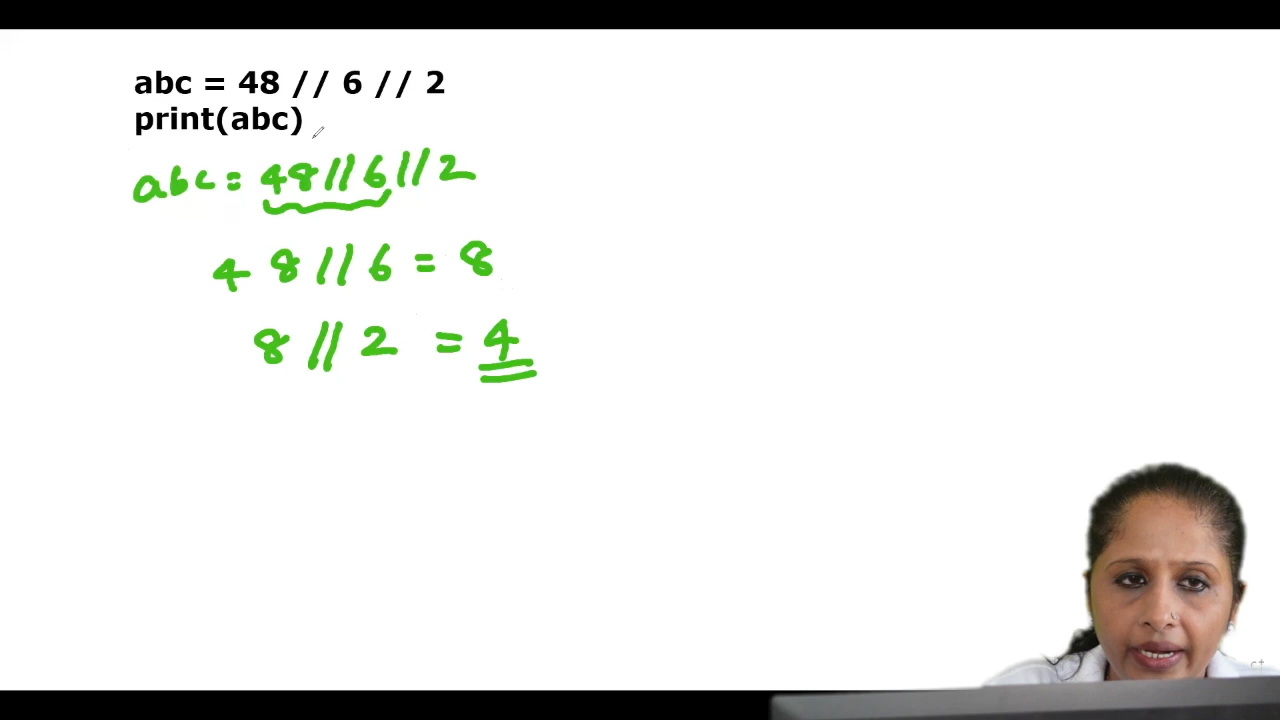 abc = 48 // 6 // 2
print(abc)
abc = 48//6//2
48//6 = 8
8//2 = 4